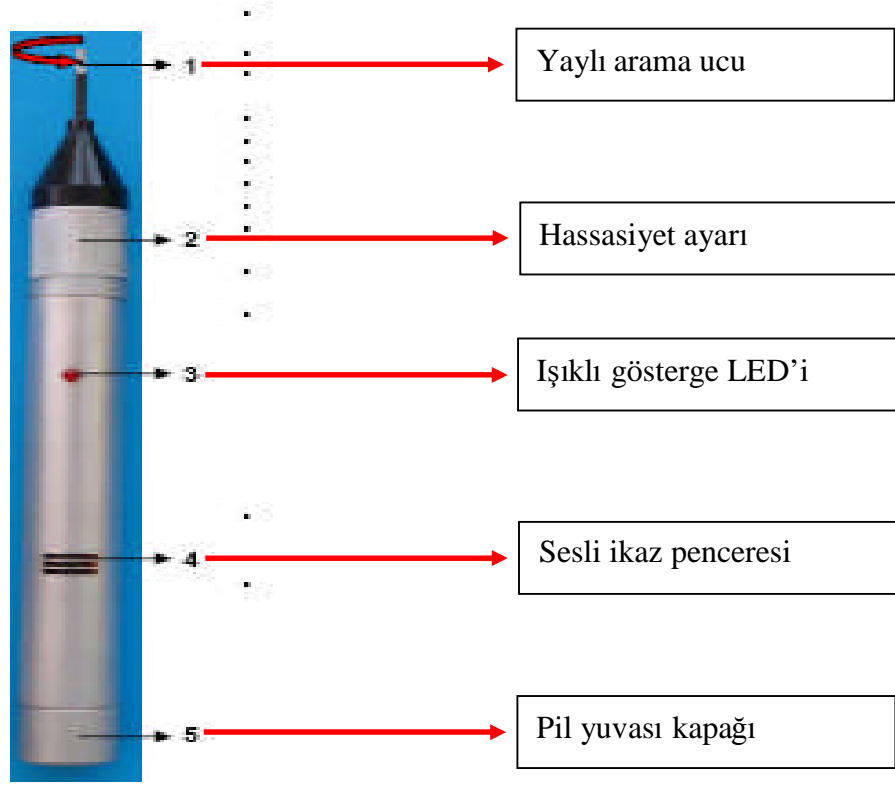 1
Yaylı arama ucu
2
Hassasiyet ayarı
3
Işıklı gösterge LED’i
4
Sesli ikaz penceresi
5
Pil yuvası kapağı